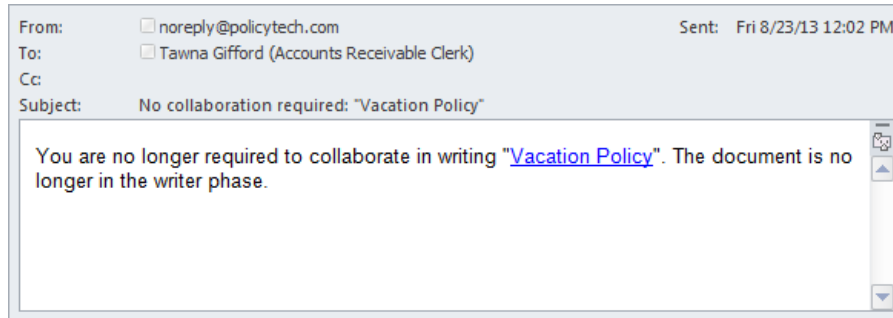 From: noreply@policytech.com Sent: Fri 8/23/13 12:02 PM
To: Tawna Gifford (Accounts Receivable Clerk)
Cc:
Subject: No collaboration required: "Vacation Policy"
You are no longer required to collaborate in writing "Vacation Policy". The document is no
longer in the writer phase.